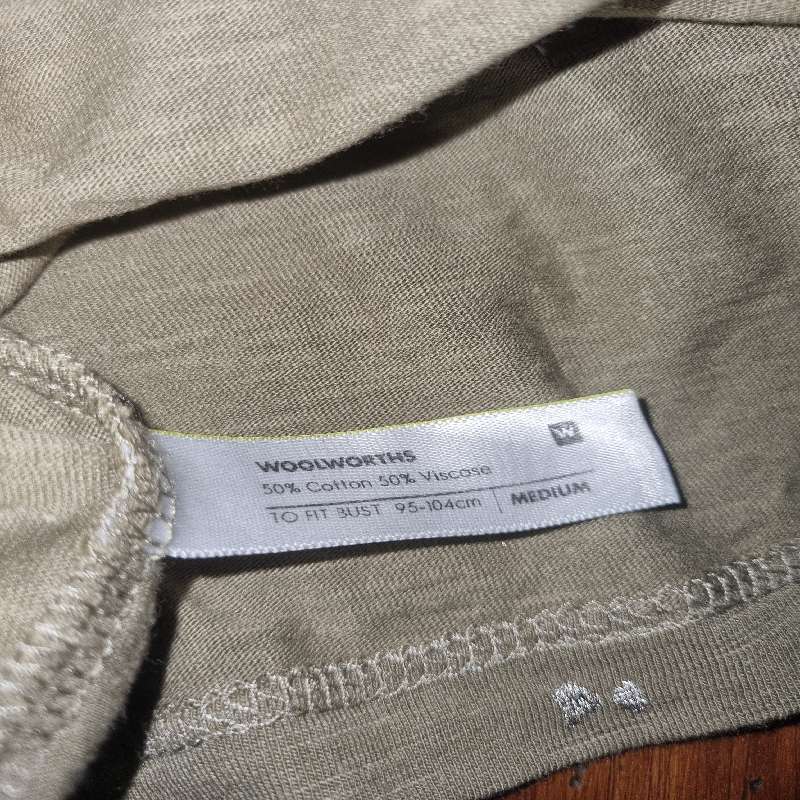 W
WOOLWORTHS
50% Cotton 50% Viscose
TO FIT BUST 95-104cm | MEDIUM